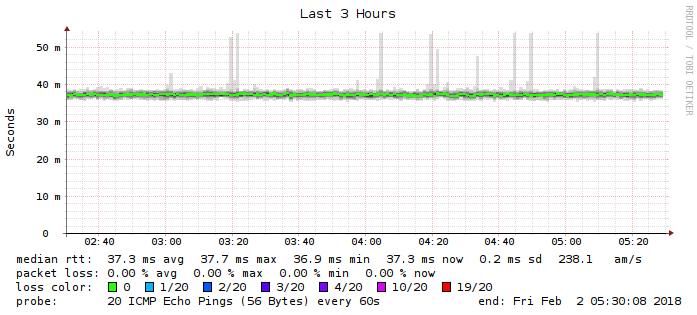 Last 3 Hours
RRDTOOL / TOBI OETIKER
Seconds
50 m
40 m
30 m
20 m
10 m
0
02:40 03:00 03:20 03:40 04:00 04:20 04:40 05:00 05:20
median rtt: 37.3 ms avg 37.7 ms max 36.9 ms min 37.3 ms now 0.2 ms sd 238.1 am/s
packet loss: 0.00 % avg 0.00 % max 0.00 % min 0.00 % now
loss color: 0 1/20 2/20 3/20 4/20 10/20 19/20
probe: 20 ICMP Echo Pings (56 Bytes) every 60s end: Fri Feb 2 05:30:08 2018